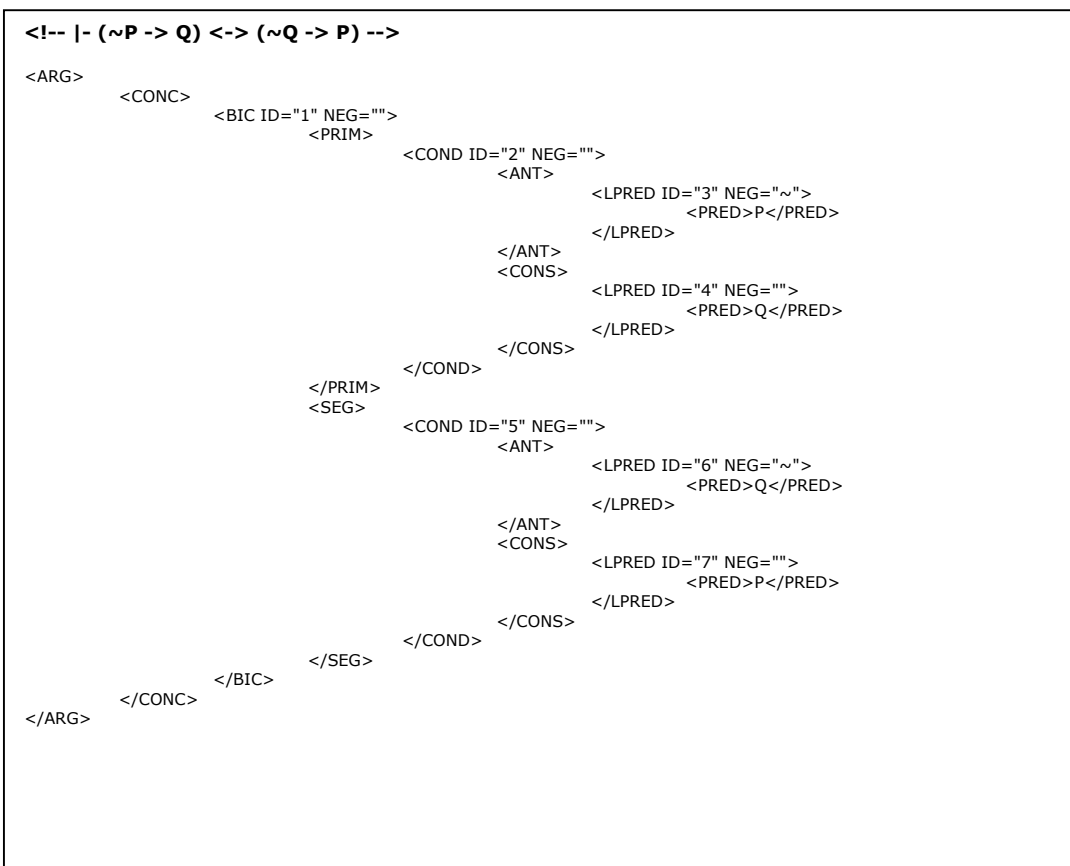 <!-- |- (~P -> Q) <-> (~Q -> P) -->
<ARG>
<CONC>
<BIC ID="1" NEG="">
<PRIM>
<COND ID="2" NEG="">
<ANT>
<LPRED ID="3" NEG="~">
<PRED>P</PRED>
</LPRED>
</ANT>
<CONS>
<LPRED ID="4" NEG="">
<PRED>Q</PRED>
</LPRED>
</CONS>
</COND>
</PRIM>
<SEG>
<COND ID="5" NEG="">
<ANT>
<LPRED ID="6" NEG="~">
<PRED>Q</PRED>
</LPRED>
</ANT>
<CONS>
<LPRED ID="7" NEG="">
<PRED>P</PRED>
</LPRED>
</CONS>
</COND>
</SEG>
</BIC>
</CONC>
</ARG>